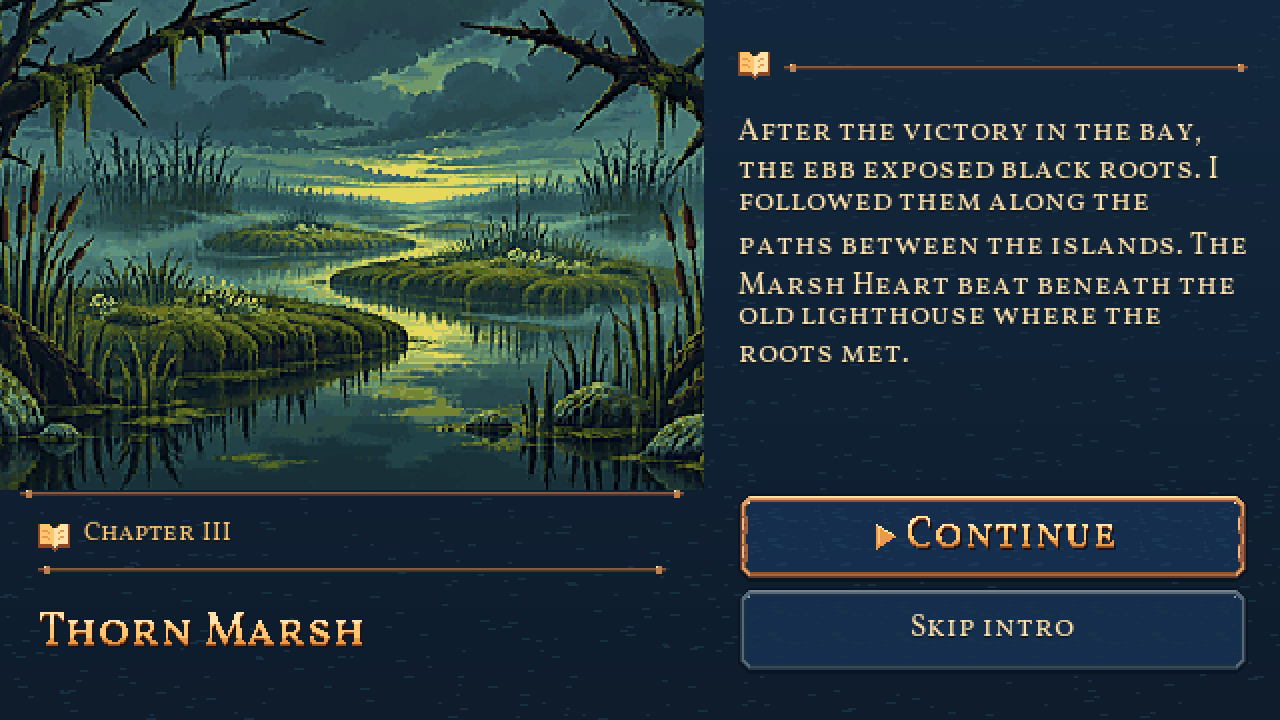 After the victory in the bay,
the ebb exposed black roots. I
followed them along the
paths between the islands. The
Marsh Heart beat beneath the
old lighthouse where the
roots met.
Chapter III
Thorn Marsh
Continue
Skip intro